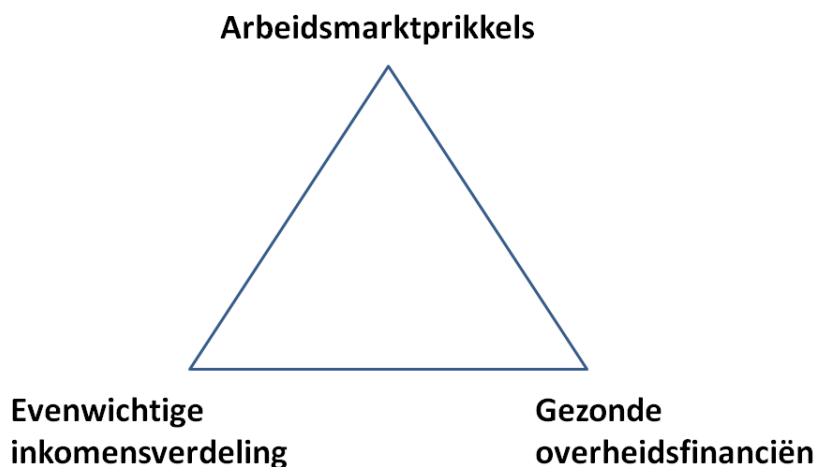 Arbeidsmarktprikkels
Evenwichtige
inkomensverdeling
Gezonde
overheidsfinanciën